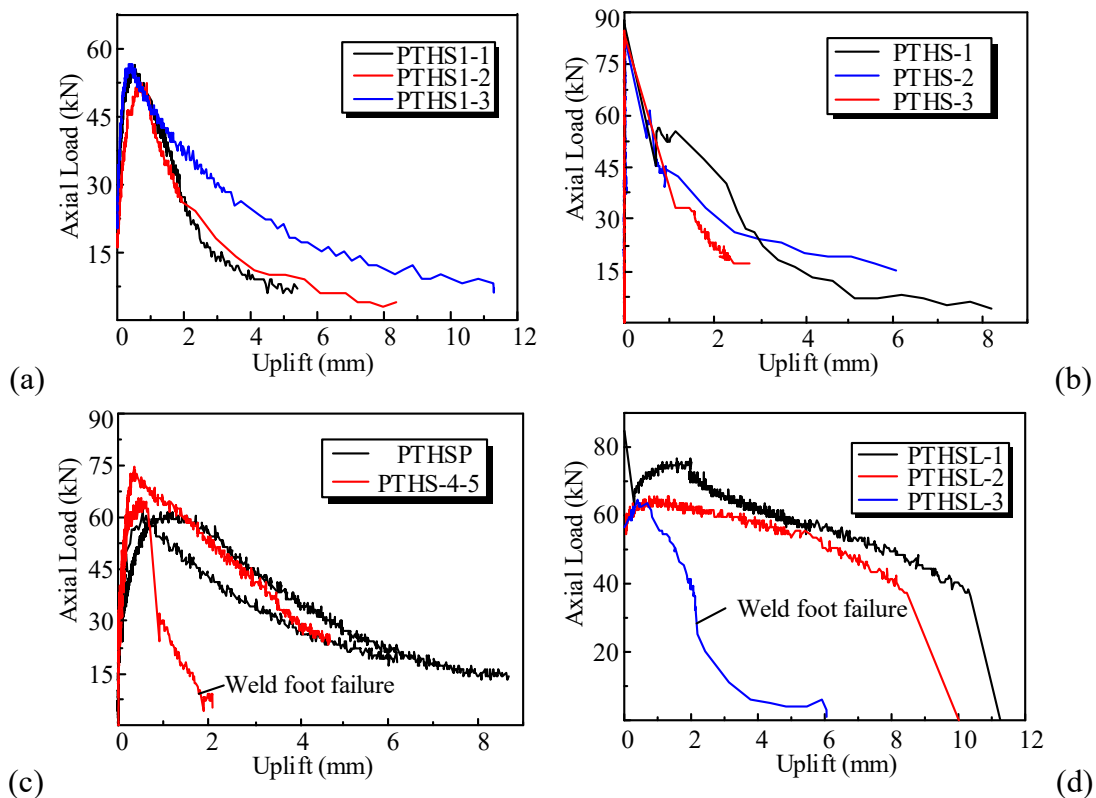 60
45
30
15
Axial Load (kN)
PTHS1-1
PTHS1-2
PTHS1-3
0 2 4 6 8 10 12
Uplift (mm)
(a)
90
75
60
45
30
15
0
Axial Load (kN)
PTHS-1
PTHS-2
PTHS-3
0 2 4 6 8
Uplift (mm)
(b)
90
75
60
45
30
15
Axial Load (kN)
PTHSP
PTHS-4-5
Weld foot failure
0 2 4 6 8
Uplift (mm)
(c)
80
60
40
20
Axial Load (kN)
PTHSL-1
PTHSL-2
PTHSL-3
Weld foot failure
0 2 4 6 8 10 12
Uplift (mm)
(d)